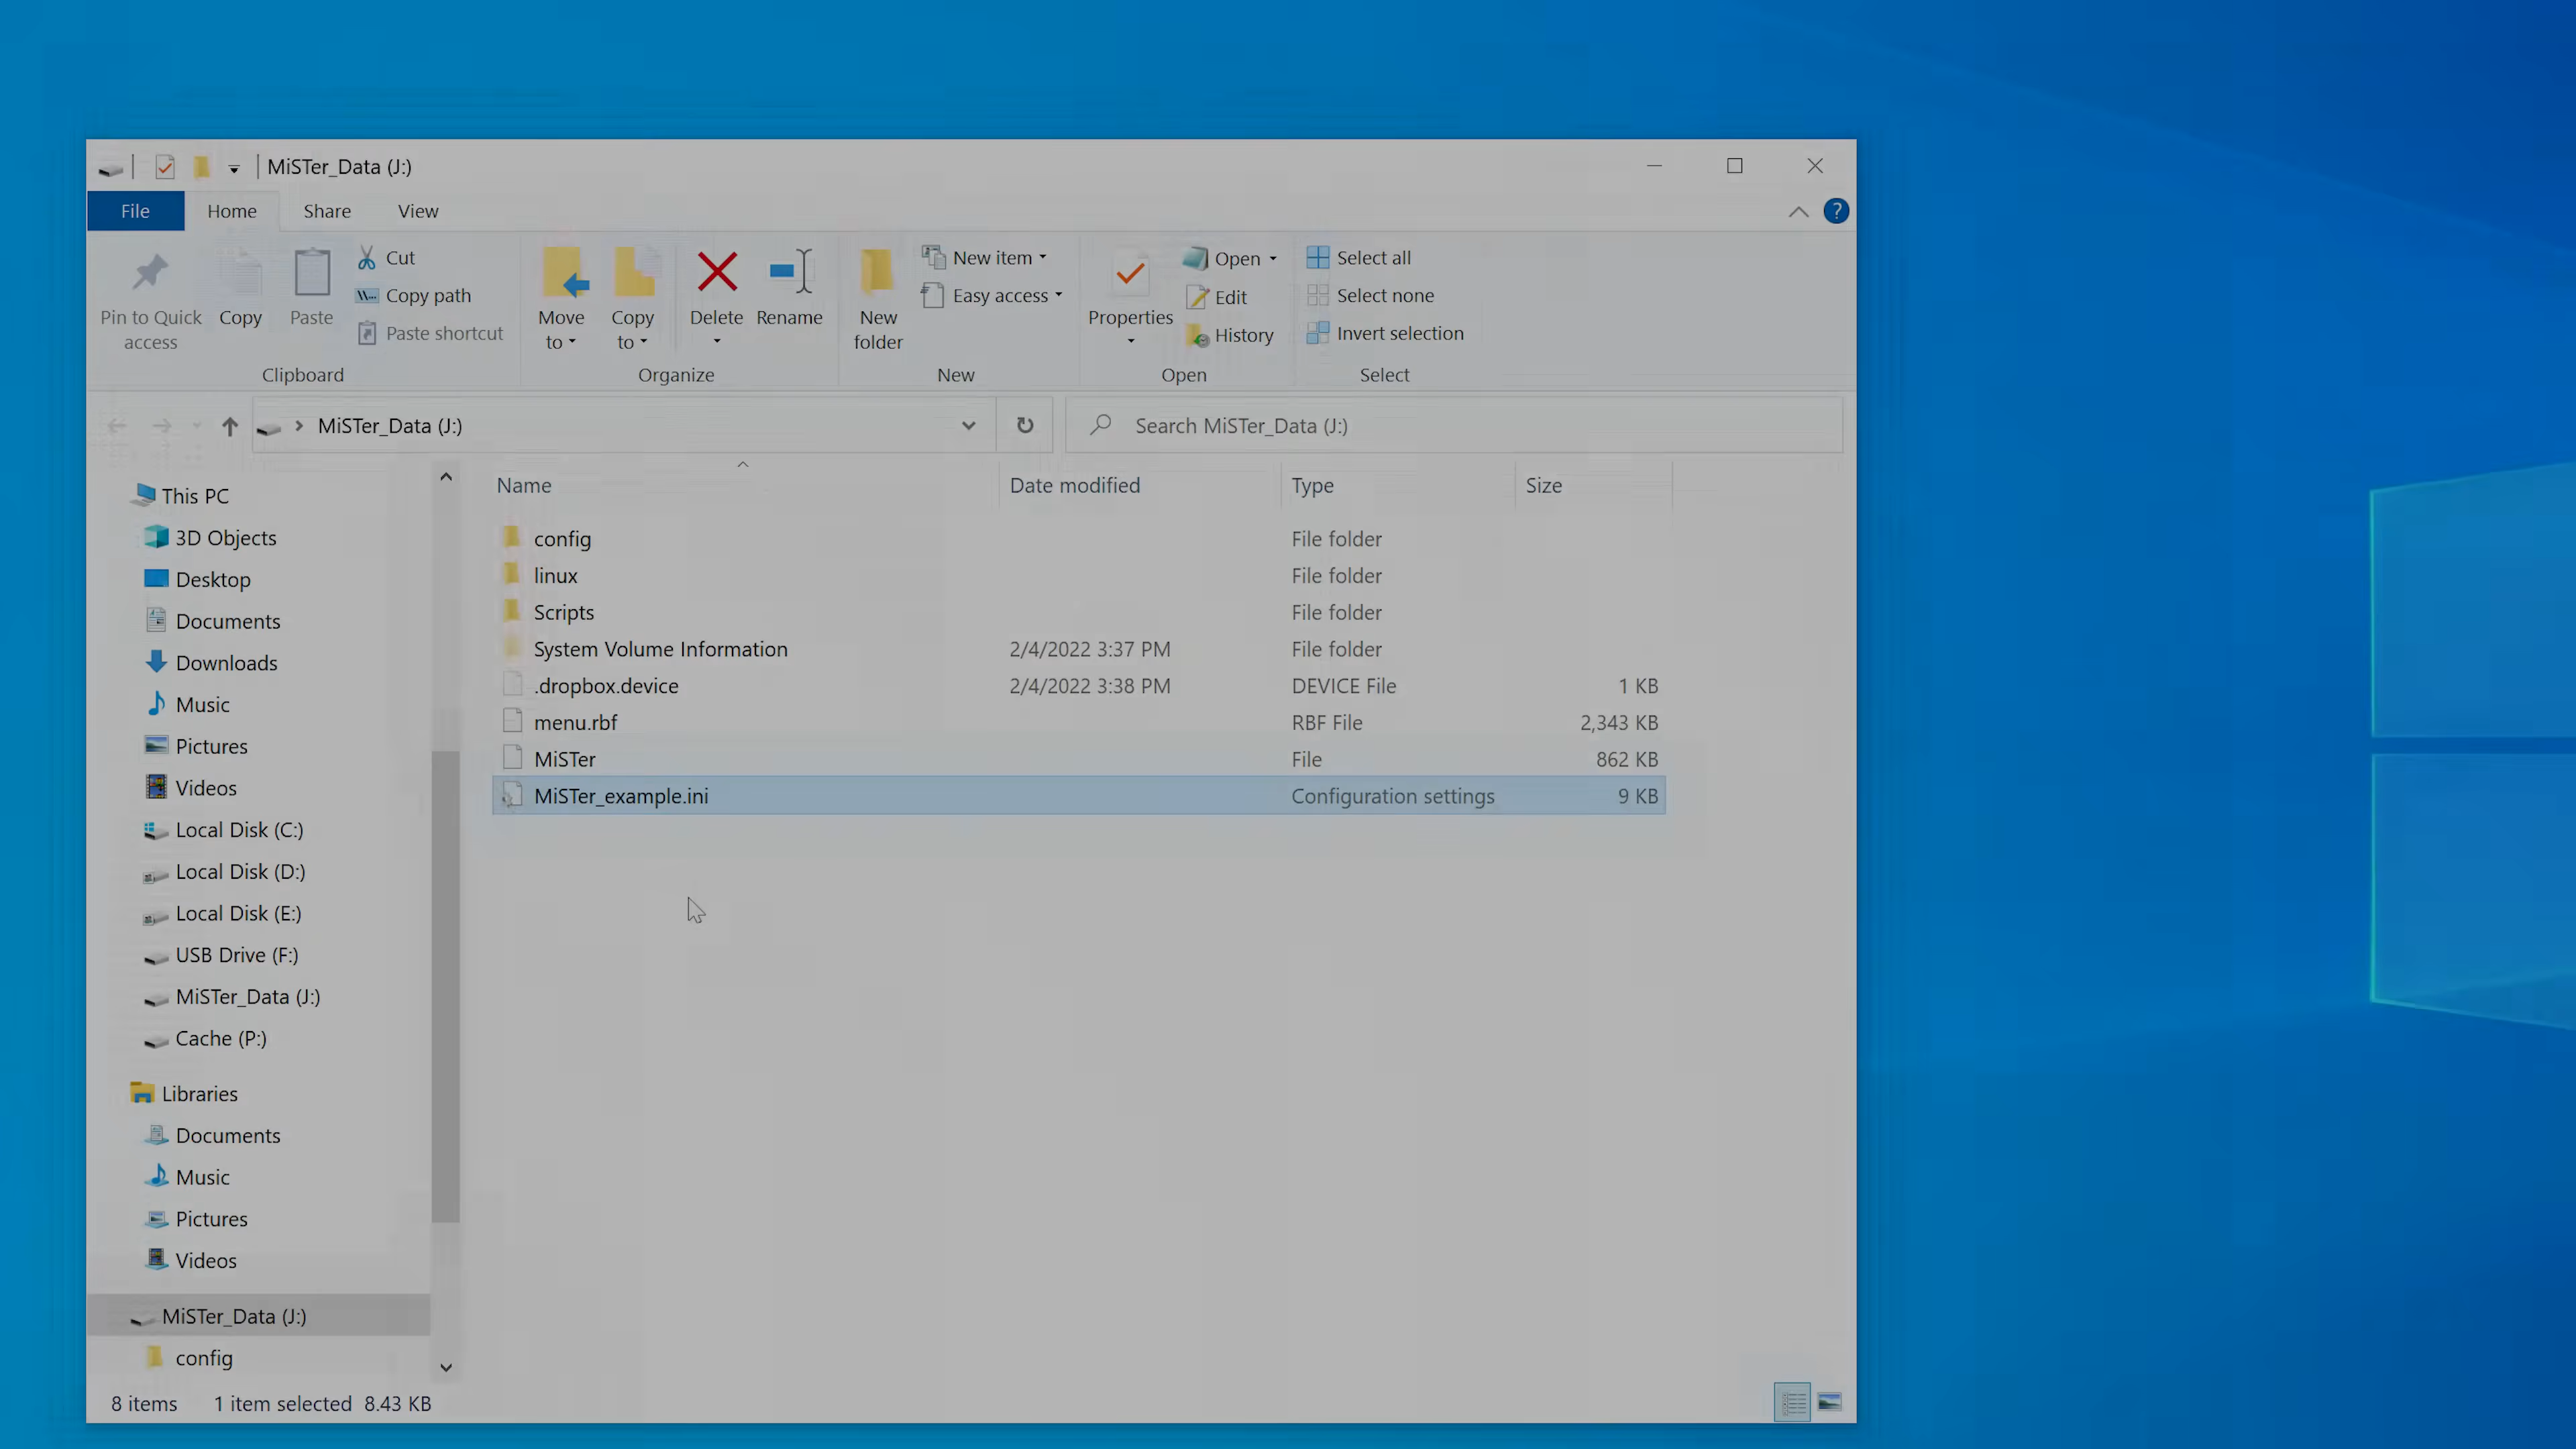 MiSTer_Data (J:)
File Home Share View
Pin to Quick access
Copy
Paste
Cut
Copy path
Paste shortcut
Clipboard
Move to
Copy to
Delete
Rename
Organize
New folder
New item
Easy access
New
Properties
Open
Edit
History
Open
Select all
Select none
Invert selection
Select
MiSTer_Data (J:)
Search MiSTer_Data (J:)
This PC
3D Objects
Desktop
Documents
Downloads
Music
Pictures
Videos
Local Disk (C:)
Local Disk (D:)
Local Disk (E:)
USB Drive (F:)
MiSTer_Data (J:)
Cache (P:)
Libraries
Documents
Music
Pictures
Videos
MiSTer_Data (J:)
config
Name Date modified Type Size
config File folder
linux File folder
Scripts File folder
System Volume Information 2/4/2022 3:37 PM File folder
.dropbox.device 2/4/2022 3:38 PM DEVICE File 1 KB
menu.rbf RBF File 2,343 KB
MiSTer File 862 KB
MiSTer_example.ini Configuration settings 9 KB
8 items 1 item selected 8.43 KB